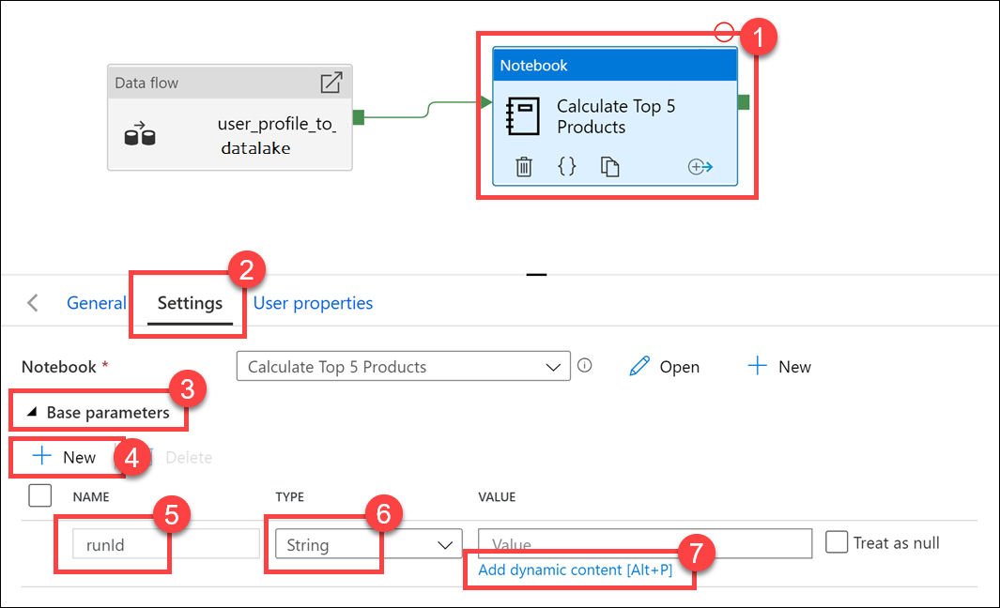 1
Notebook
Data flow
Calculate Top 5
Products
user_profile_to_
datalake
{}
2
General
Settings
User properties
Notebook *
Calculate Top 5 Products
Open
New
3
Base parameters
New
4
Delete
NAME
TYPE
VALUE
5
6
runId
String
Value
Treat as null
7
Add dynamic content [Alt+P]